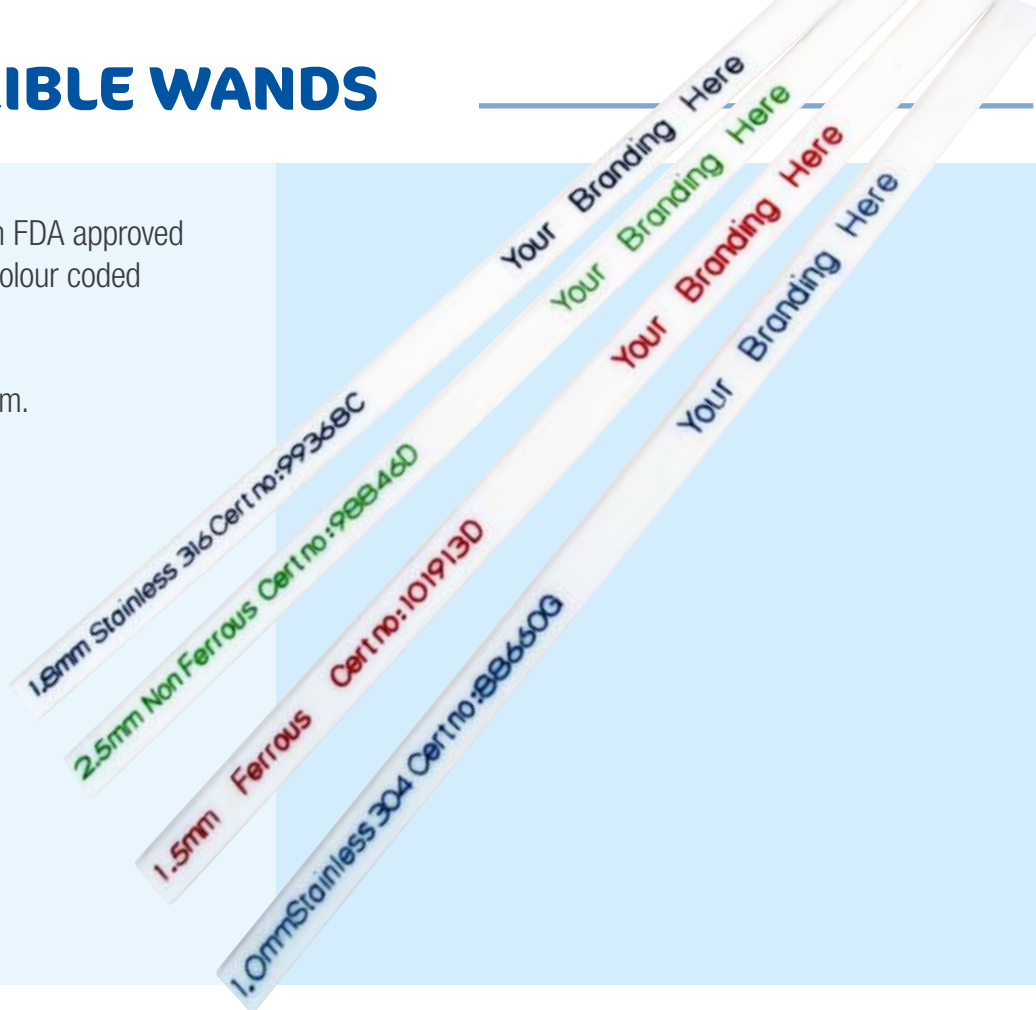 IBLE WANDS
FDA approved
olour coded
m.
1.8mm Stainless 316 Cert no:99368C Your Branding Here
2.5mm Non Ferrous Cert no:98846D Your Branding Here
1.5mm Ferrous Cert no:101913D Your Branding Here
1.0mm Stainless 304 Cert no:88660G Your Branding Here